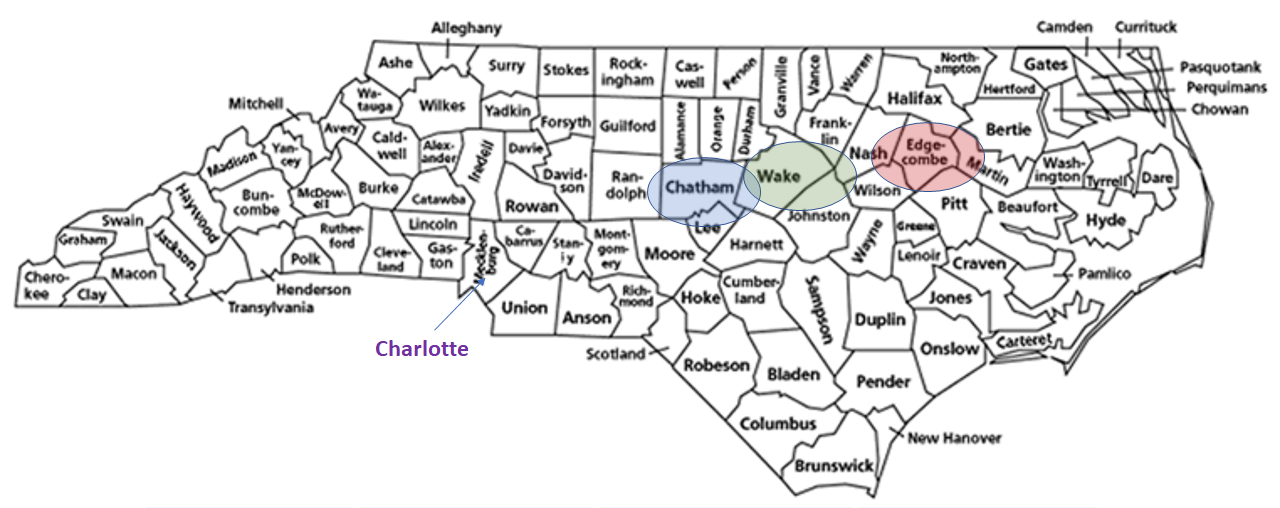 Alleghany
Camden
Currituck
Ashe
Surry
Stokes
Rock-
ingham
Cas-
well
Person
Granville
Vance
Warren
North-
ampton
Gates
Pasquotank
Hertford
Perquimans
Chowan
Wa-
tauga
Wilkes
Halifax
Mitchell
Yadkin
Forsyth
Guilford
Alamance
Orange
Durham
Frank-
lin
Bertie
Avery
Cald-
well
Alex-
ander
Iredell
Davie
Nash
Edge-
combe
Martin
Madison
Yan-
cey
David-
son
Ran-
dolph
Chatham
Wake
Wilson
Wash-
ington
Tyrrell
Dare
Haywood
Bun-
combe
McDow-
ell
Burke
Catawba
Rowan
Johnston
Pitt
Beaufort
Hyde
Swain
Graham
Jackson
Ruther-
ford
Lincoln
Gas-
ton
Cleve-
land
Mecklen-
burg
Ca-
barrus
Stan-
ly
Mont-
gom-
ery
Moore
Lee
Harnett
Wayne
Greene
Lenoir
Craven
Pamlico
Chero-
kee
Clay
Macon
Polk
Henderson
Transylvania
Union
Anson
Rich-
mond
Hoke
Cumber-
land
Sampson
Duplin
Jones
Carteret
Onslow
Charlotte
Scotland
Robeson
Bladen
Pender
Columbus
New Hanover
Brunswick